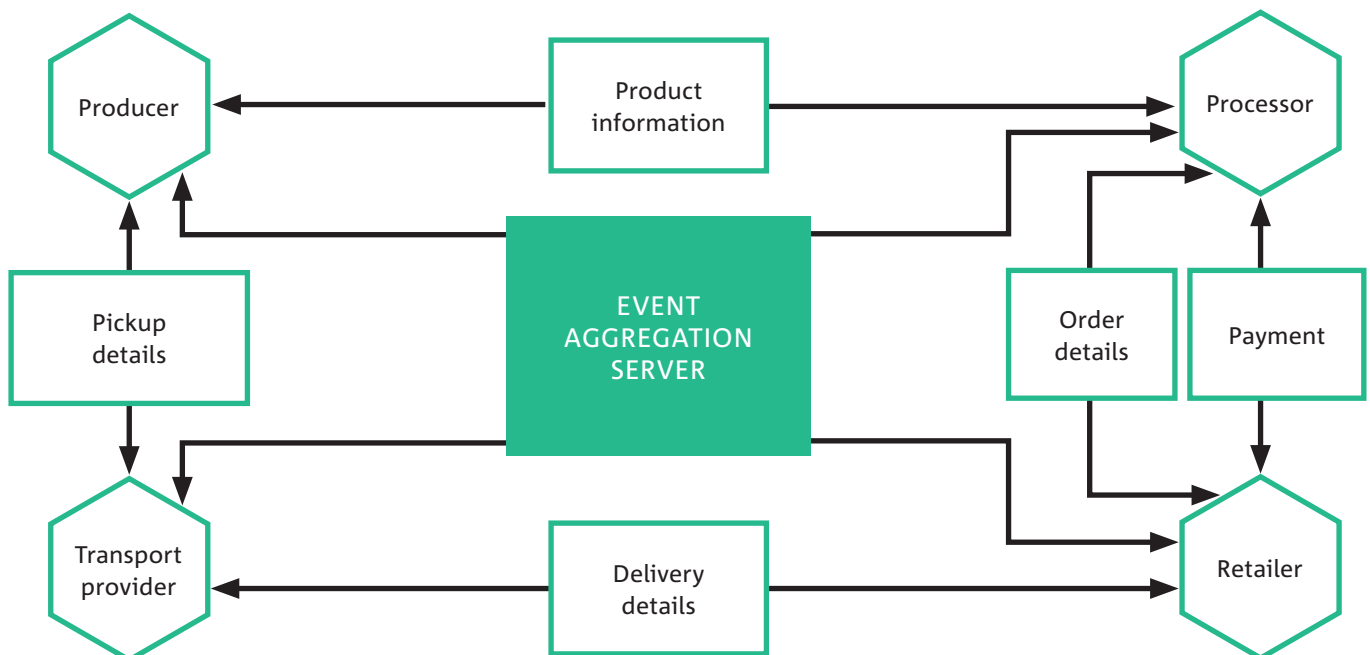 Producer
Product
information
Processor
Pickup
details
EVENT
AGGREGATION
SERVER
Order
details
Payment
Transport
provider
Delivery
details
Retailer